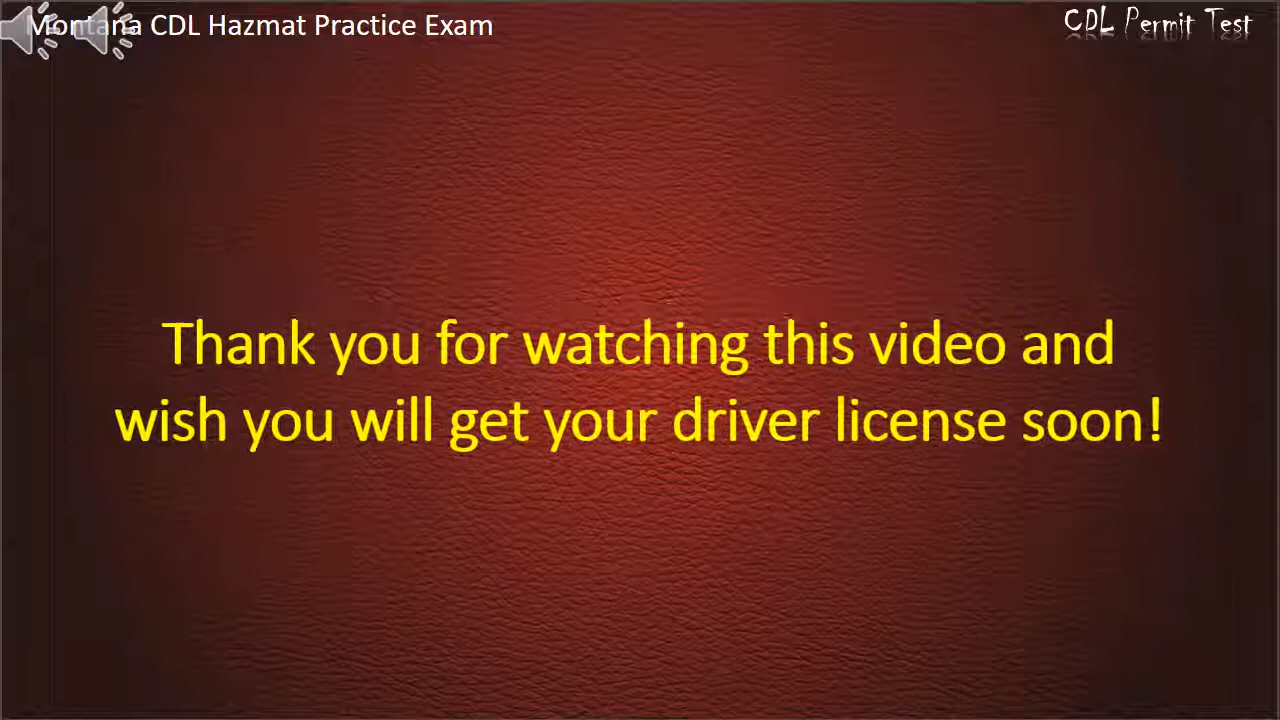 Montana CDL Hazmat Practice Exam
CDL Permit Test
Thank you for watching this video and
wish you will get your driver license soon!